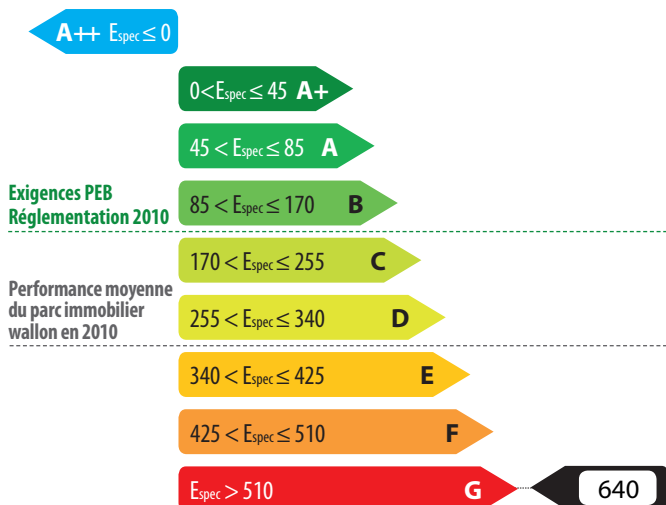 A++ Espec ≤ 0
0 < Espec ≤ 45 A+
45 < Espec ≤ 85 A
Exigences PEB
Réglementation 2010
85 < Espec ≤ 170 B
170 < Espec ≤ 255 C
Performance moyenne
du parc immobilier
wallon en 2010
255 < Espec ≤ 340 D
340 < Espec ≤ 425 E
425 < Espec ≤ 510 F
Espec > 510 G 640